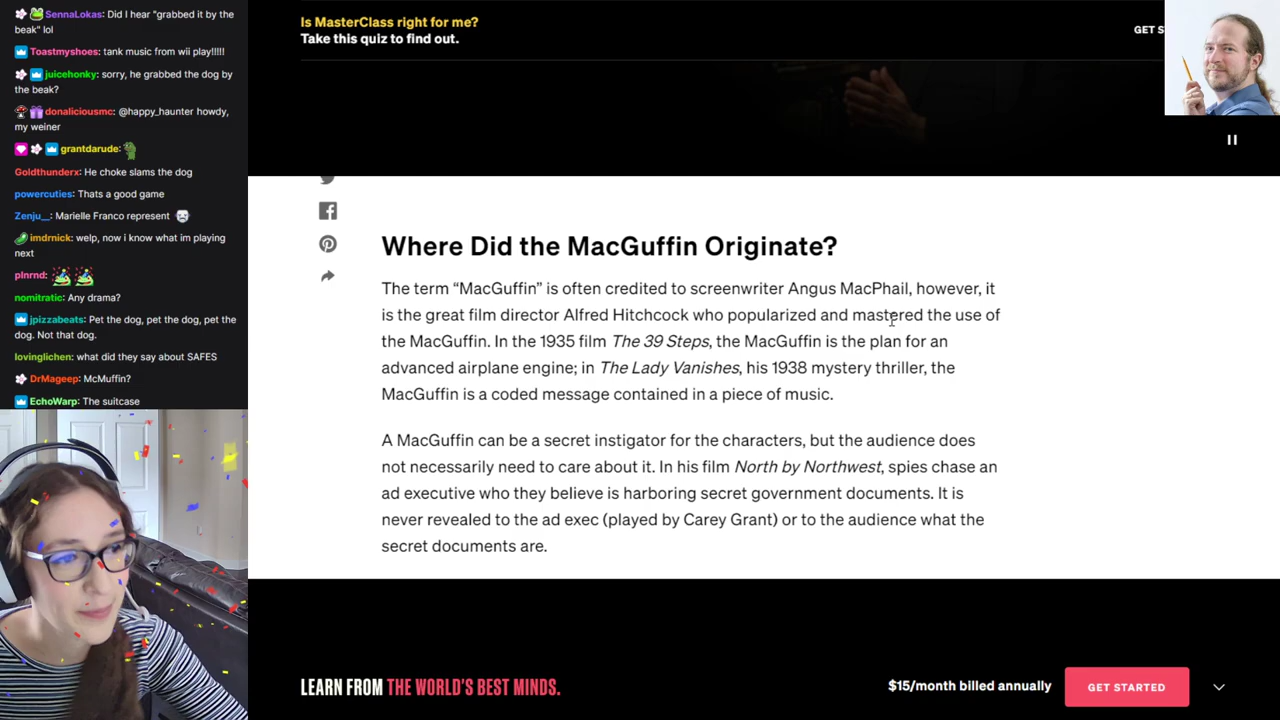 SennaLokas: Did I hear "grabbed it by the
beak" lol
Toastmyshoes: tank music from wii play!!!!!
juicehonky: sorry, he grabbed the dog by
the beak?
donaliciousmc: @happy_haunter howdy,
my weiner
grantdarude:
Goldthunderx: He choke slams the dog
powercuties: Thats a good game
Zenju__: Marielle Franco represent
imdrnick: welp, now i know what im playing
next
plnrnd:
nomitratic: Any drama?
jpizzabeats: Pet the dog, pet the dog, pet the
dog. Not that dog.
lovinglichen: what did they say about SAFES
DrMageep: McMuffin?
EchoWarp: The suitcase
Is MasterClass right for me?
Take this quiz to find out.
GET S
Where Did the MacGuffin Originate?
The term “MacGuffin” is often credited to screenwriter Angus MacPhail, however, it
is the great film director Alfred Hitchcock who popularized and mastered the use of
the MacGuffin. In the 1935 film The 39 Steps, the MacGuffin is the plan for an
advanced airplane engine; in The Lady Vanishes, his 1938 mystery thriller, the
MacGuffin is a coded message contained in a piece of music.
A MacGuffin can be a secret instigator for the characters, but the audience does
not necessarily need to care about it. In his film North by Northwest, spies chase an
ad executive who they believe is harboring secret government documents. It is
never revealed to the ad exec (played by Carey Grant) or to the audience what the
secret documents are.
LEARN FROM THE WORLD'S BEST MINDS.
$15/month billed annually
GET STARTED